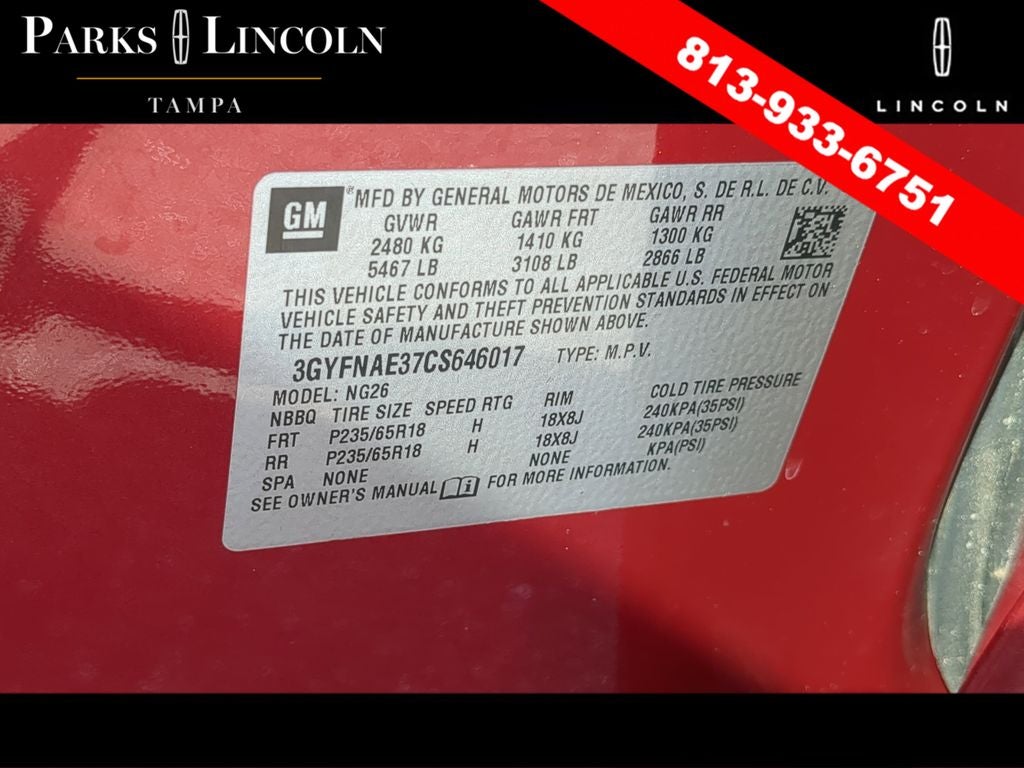 PARKS LINCOLN
TAMPA
813-933-6751
LINCOLN
GM ® MFD BY GENERAL MOTORS DE MEXICO, S. DE R.L. DE C.V.
GVWR GAWR FRT GAWR RR
2480 KG 1410 KG 1300 KG
5467 LB 3108 LB 2866 LB
THIS VEHICLE CONFORMS TO ALL APPLICABLE U.S. FEDERAL MOTOR
VEHICLE SAFETY AND THEFT PREVENTION STANDARDS IN EFFECT ON
THE DATE OF MANUFACTURE SHOWN ABOVE.
3GYFNAE37CS646017 TYPE: M.P.V.
MODEL: NG26
NBBQ TIRE SIZE SPEED RTG RIM COLD TIRE PRESSURE
FRT P235/65R18 H 18X8J 240KPA(35PSI)
RR P235/65R18 H 18X8J 240KPA(35PSI)
SPA NONE NONE KPA(PSI)
SEE OWNER'S MANUAL FOR MORE INFORMATION.